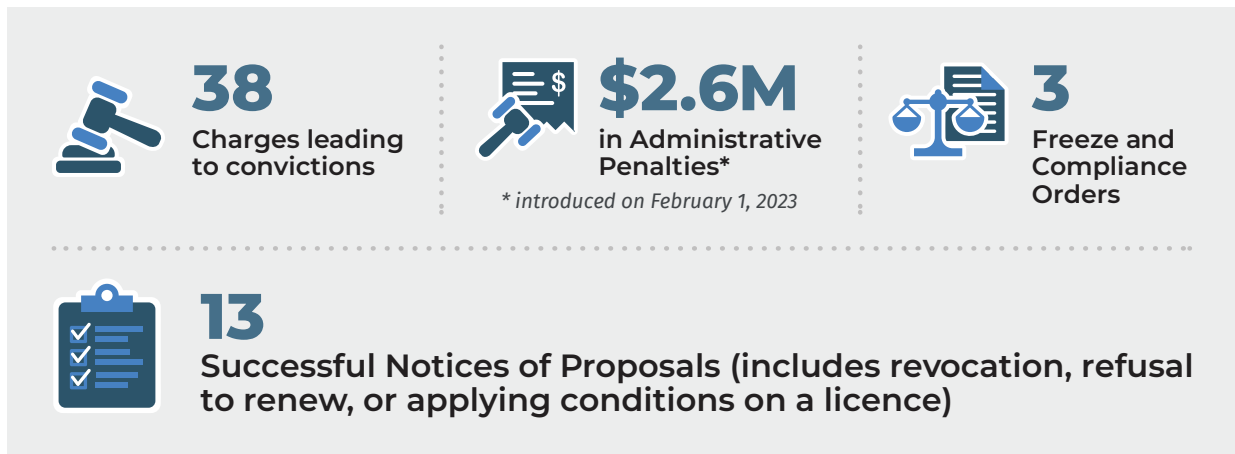 38
Charges leading
to convictions
$
$2.6M
in Administrative
Penalties*
* introduced on February 1, 2023
3
Freeze and
Compliance
Orders
13
Successful Notices of Proposals (includes revocation, refusal
to renew, or applying conditions on a licence)